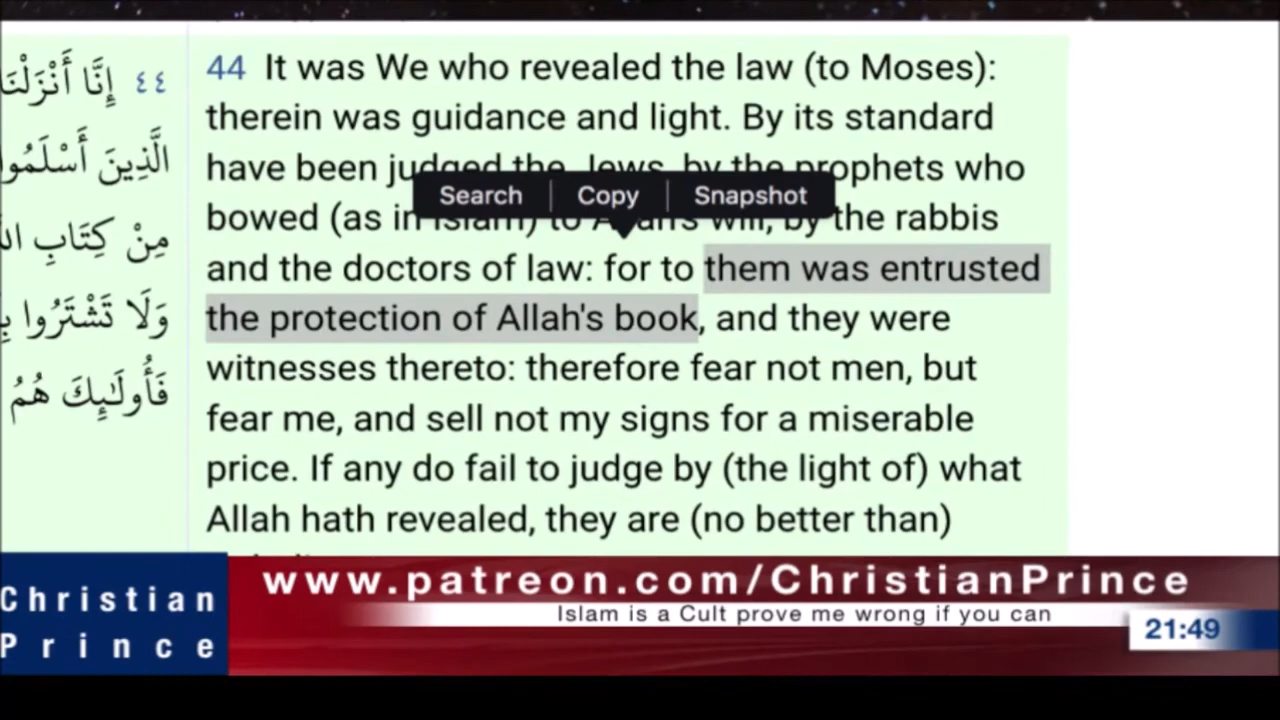 ٤٤ إِنَّا أَنْزَلْنَا
الَّذِينَ أَسْلَمُوا
مِنْ كِتَابِ
وَلَا تَشْتَرُوا
فَأُولَٰئِكَ هُمُ
44 It was We who revealed the law (to Moses):
therein was guidance and light. By its standard
have been judged the Jews, by the prophets who
Search Copy Snapshot
bowed (as in Islam) to Allah's will, by the rabbis
and the doctors of law: for to them was entrusted
the protection of Allah's book, and they were
witnesses thereto: therefore fear not men, but
fear me, and sell not my signs for a miserable
price. If any do fail to judge by (the light of) what
Allah hath revealed, they are (no better than)
Christian
Prince
www.patreon.com/ChristianPrince
Islam is a Cult prove me wrong if you can
21:49